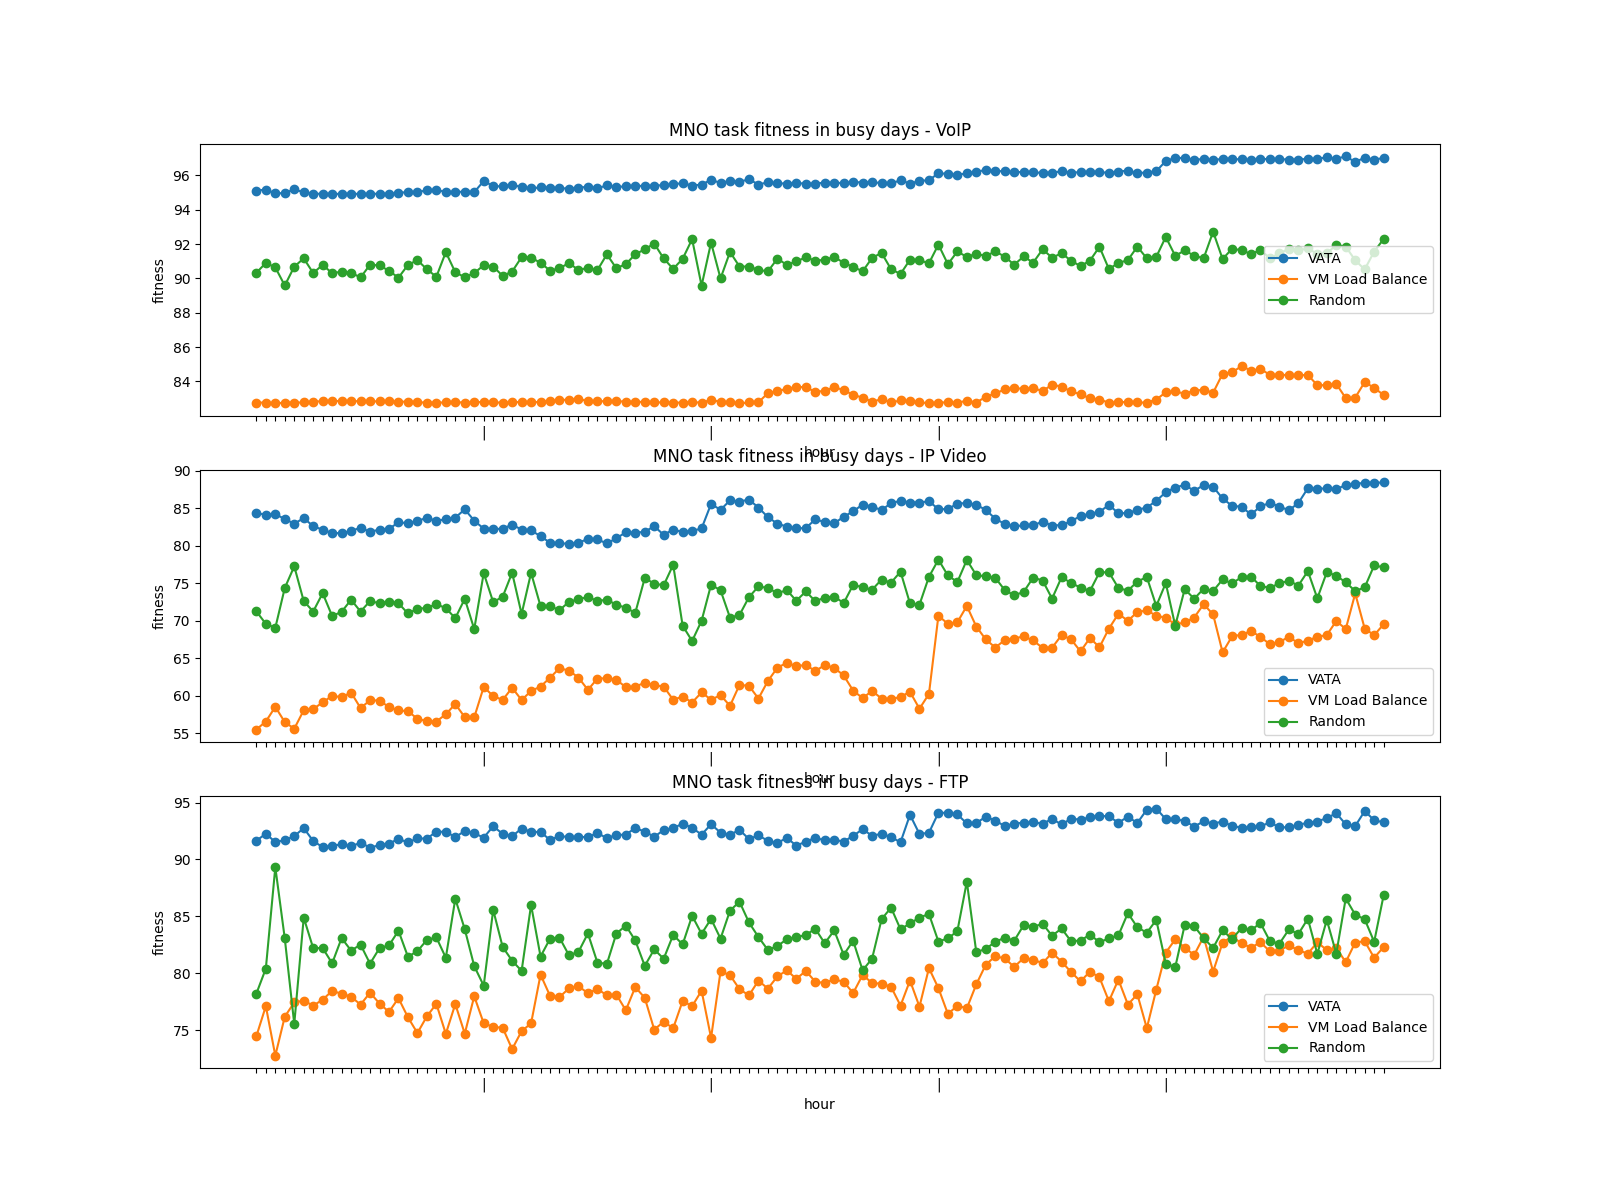 MNO task fitness in busy days - VoIP
96
94
92
90
88
86
84
fitness
VATA
VM Load Balance
Random
|
|
|
|
hour
MNO task fitness in busy days - IP Video
90
85
80
75
70
65
60
55
fitness
VATA
VM Load Balance
Random
|
|
|
|
hour
MNO task fitness in busy days - FTP
95
90
85
80
75
fitness
VATA
VM Load Balance
Random
|
|
|
|
hour